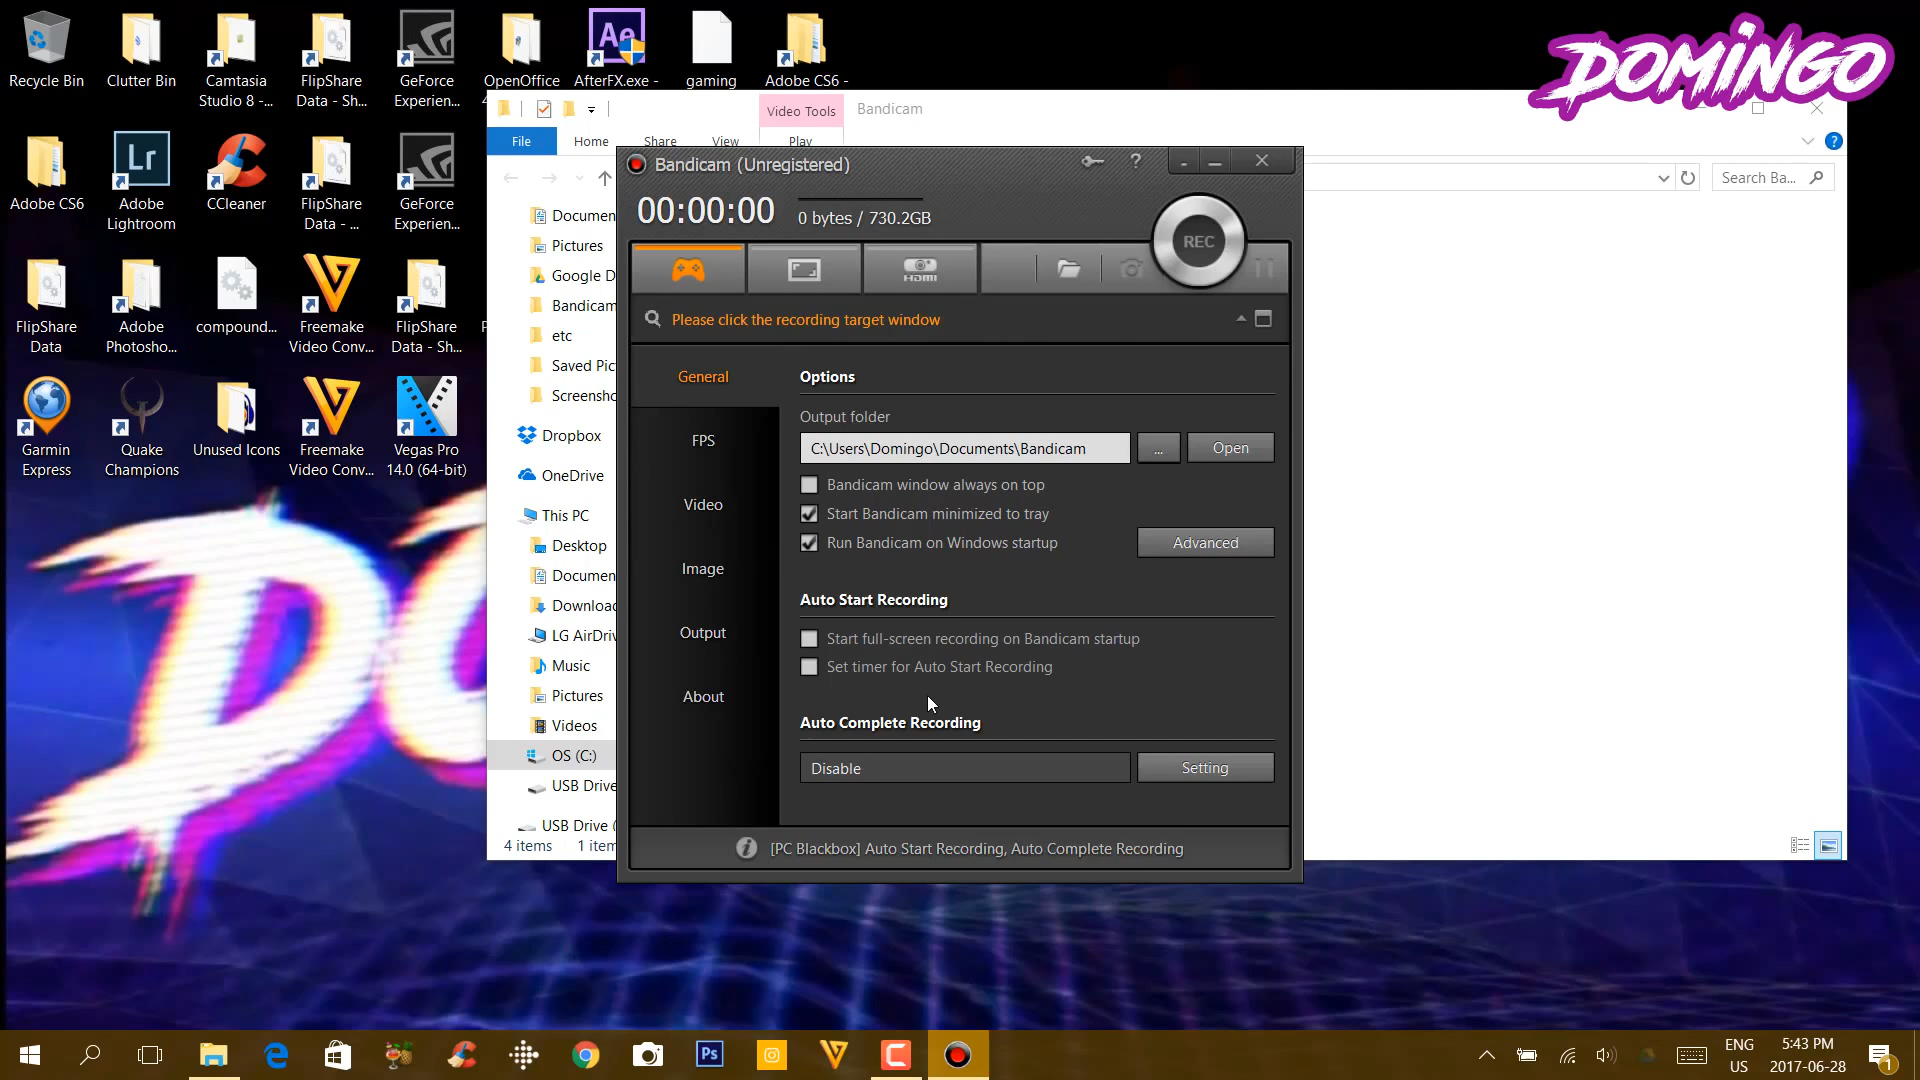 Recycle Bin
Clutter Bin
Camtasia
Studio 8 -...
FlipShare
Data - Sh...
GeForce
Experien...
OpenOffice
AfterFX.exe -
gaming
Adobe CS6 -
DOMINGO
Video Tools
Bandicam
File
Home
Share
View
Play
Adobe CS6
Lr
Adobe
Lightroom
CCleaner
FlipShare
Data - ...
GeForce
Experien...
Search Ba...
Bandicam (Unregistered)
00:00:00
0 bytes / 730.2GB
REC
HDMI
Please click the recording target window
FlipShare
Data
Adobe
Photosho...
compound...
Freemake
Video Conv...
FlipShare
Data - Sh...
Garmin
Express
Quake
Champions
Unused Icons
Freemake
Video Conv...
Vegas Pro
14.0 (64-bit)
Documen
Pictures
Google D
Bandicam
etc
Saved Pic
Screensho
Dropbox
OneDrive
This PC
Desktop
Documen
Downloac
LG AirDriv
Music
Pictures
Videos
OS (C:)
USB Drive
USB Drive (
4 items
1 item
General
FPS
Video
Image
Output
About
Options
Output folder
C:\Users\Domingo\Documents\Bandicam
...
Open
Bandicam window always on top
Start Bandicam minimized to tray
Run Bandicam on Windows startup
Advanced
Auto Start Recording
Start full-screen recording on Bandicam startup
Set timer for Auto Start Recording
Auto Complete Recording
Disable
Setting
[PC Blackbox] Auto Start Recording, Auto Complete Recording
Ps
ENG
US
5:43 PM
2017-06-28
1